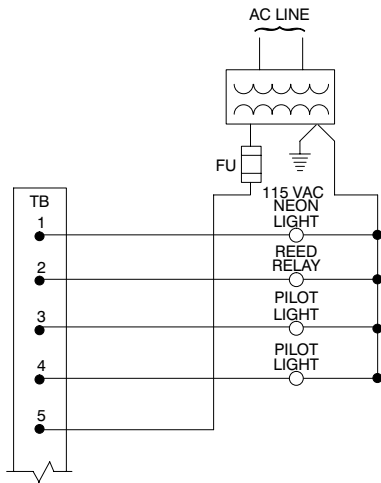 AC LINE
FU
TB
115 VAC
NEON
LIGHT
1
REED
RELAY
2
PILOT
LIGHT
3
PILOT
LIGHT
4
5